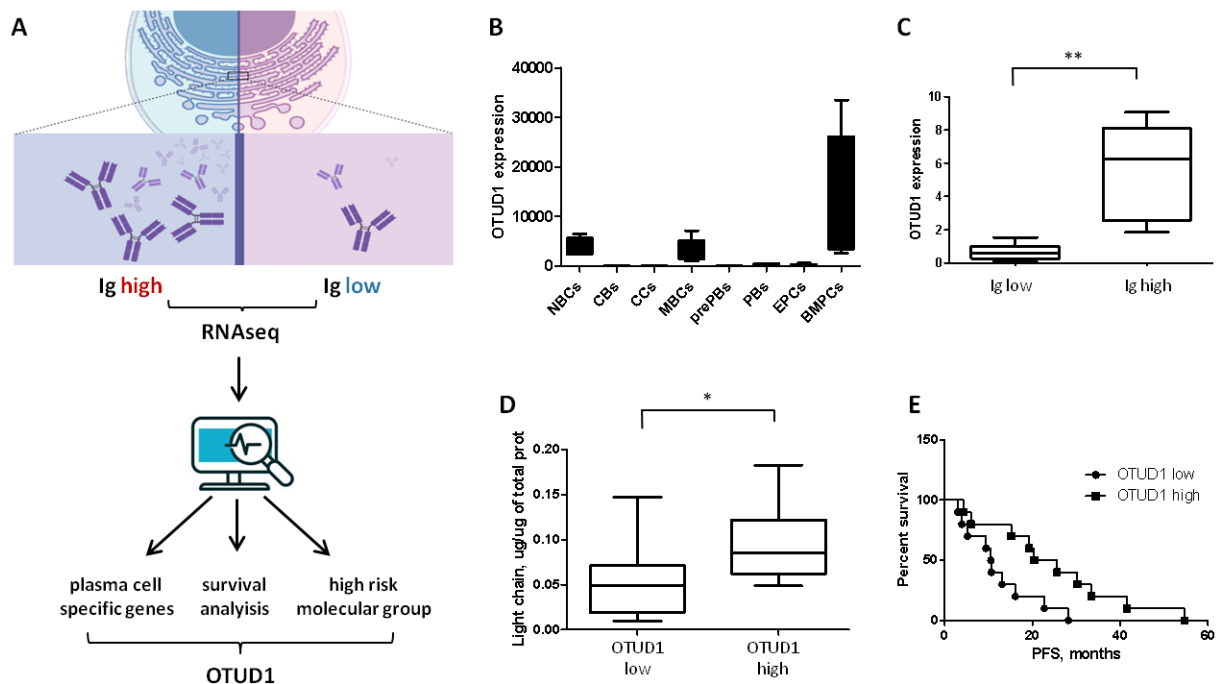 A
Ig high
Ig low
RNAseq
plasma cell
specific genes
survival
analyisis
high risk
molecular group
OTUD1
B
OTUD1 expression
40000
30000
20000
10000
0
NBCs
CBs
CCs
MBCs
prePBs
PBs
EPCs
BMPCs
C
**
OTUD1 expression
10
8
6
4
2
0
Ig low
Ig high
D
*
Light chain, ug/ug of total prot
0.20
0.15
0.10
0.05
0.00
OTUD1
low
OTUD1
high
E
Percent survival
150
100
50
0
OTUD1 low
OTUD1 high
0
20
40
60
PFS, months